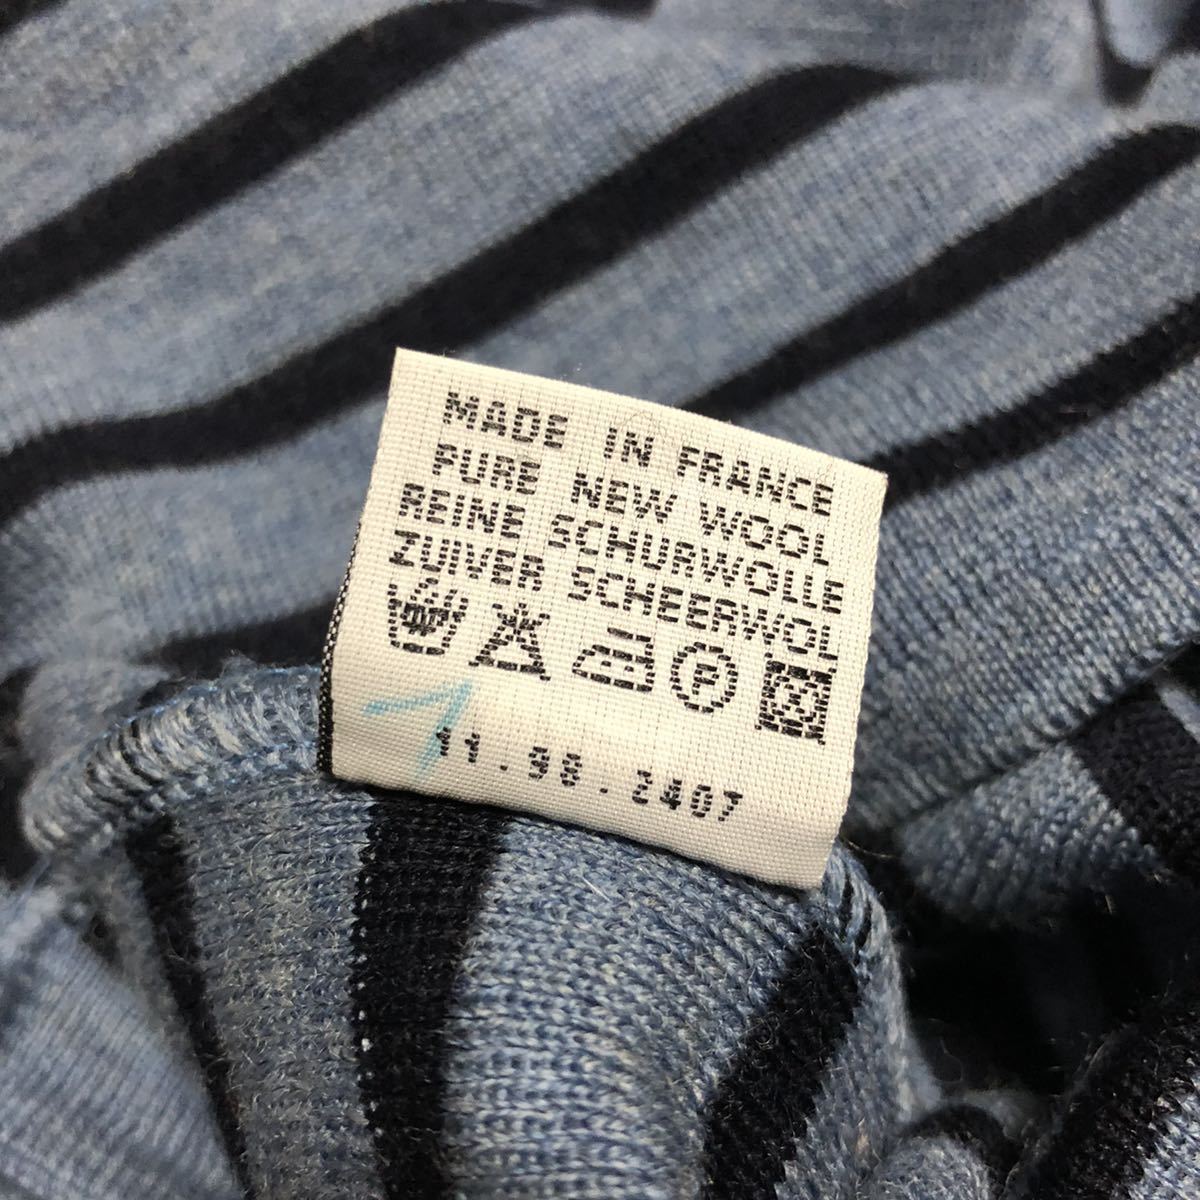 MADE IN FRANCE
PURE NEW WOOL
REINE SCHURWOLLE
ZUIVER SCHEERWOL
P
11.98.2407